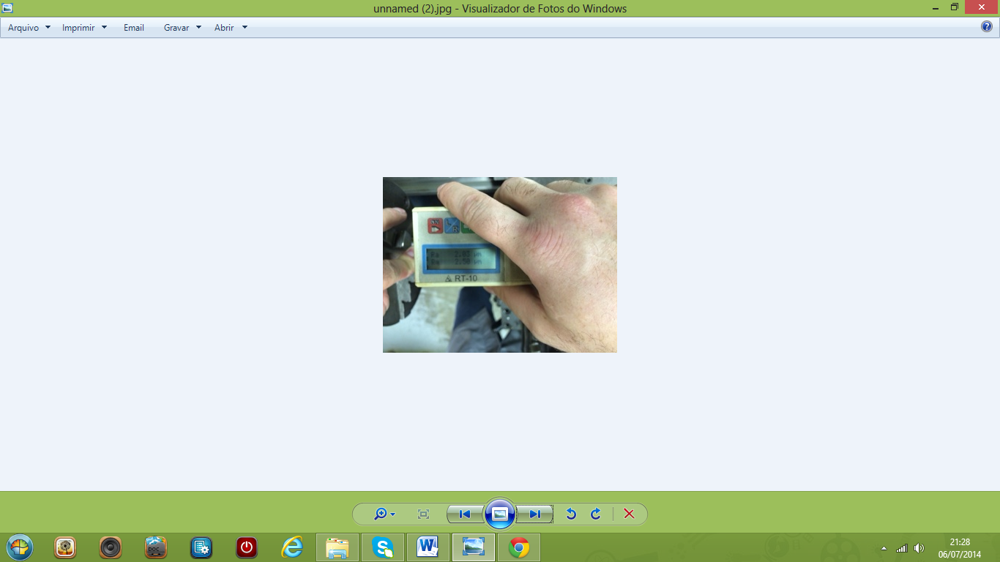 unnamed (2).jpg - Visualizador de Fotos do Windows
Arquivo Imprimir Email Gravar Abrir
RT-10
DOC
21:28
06/07/2014